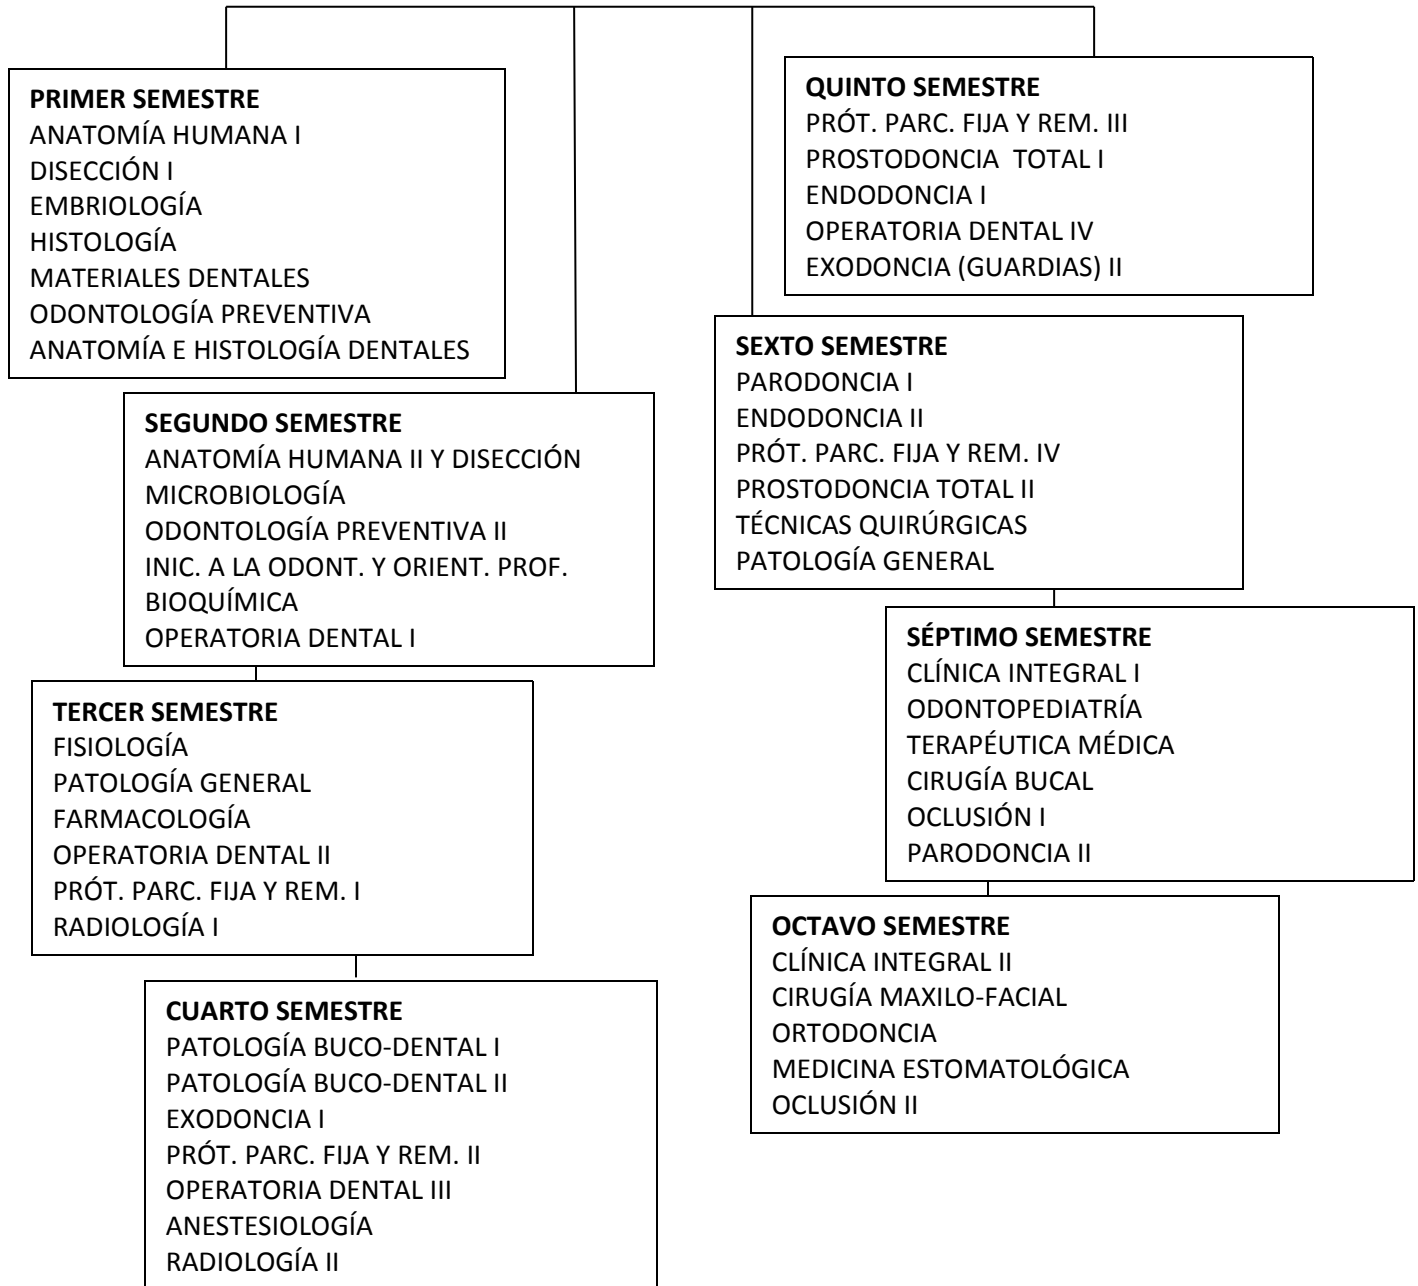 PRIMER SEMESTRE
ANATOMÍA HUMANA I
DISECCIÓN I
EMBRIOLOGÍA
HISTOLOGÍA
MATERIALES DENTALES
ODONTOLOGÍA PREVENTIVA
ANATOMÍA E HISTOLOGÍA DENTALES
SEGUNDO SEMESTRE
ANATOMÍA HUMANA II Y DISECCIÓN
MICROBIOLOGÍA
ODONTOLOGÍA PREVENTIVA II
INIC. A LA ODONT. Y ORIENT. PROF.
BIOQUÍMICA
OPERATORIA DENTAL I
TERCER SEMESTRE
FISIOLOGÍA
PATOLOGÍA GENERAL
FARMACOLOGÍA
OPERATORIA DENTAL II
PRÓT. PARC. FIJA Y REM. I
RADIOLOGÍA I
CUARTO SEMESTRE
PATOLOGÍA BUCO-DENTAL I
PATOLOGÍA BUCO-DENTAL II
EXODONCIA I
PRÓT. PARC. FIJA Y REM. II
OPERATORIA DENTAL III
ANESTESIOLOGÍA
RADIOLOGÍA II
QUINTO SEMESTRE
PRÓT. PARC. FIJA Y REM. III
PROSTODONCIA  TOTAL I
ENDODONCIA I
OPERATORIA DENTAL IV
EXODONCIA (GUARDIAS) II
SEXTO SEMESTRE
PARODONCIA I
ENDODONCIA II
PRÓT. PARC. FIJA Y REM. IV
PROSTODONCIA TOTAL II
TÉCNICAS QUIRÚRGICAS
PATOLOGÍA GENERAL
SÉPTIMO SEMESTRE
CLÍNICA INTEGRAL I
ODONTOPEDIATRÍA
TERAPÉUTICA MÉDICA
CIRUGÍA BUCAL
OCLUSIÓN I
PARODONCIA II
OCTAVO SEMESTRE
CLÍNICA INTEGRAL II
CIRUGÍA MAXILO-FACIAL
ORTODONCIA
MEDICINA ESTOMATOLÓGICA
OCLUSIÓN II